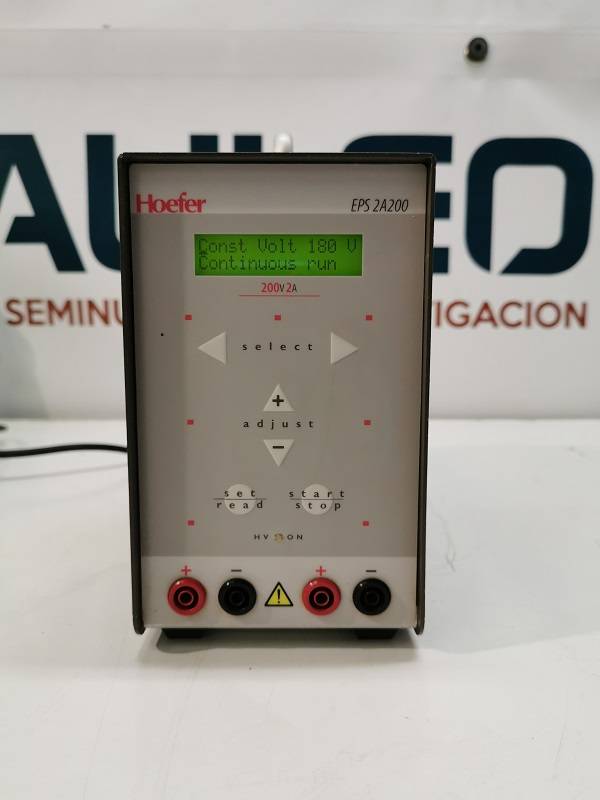 Hoefer
EPS 2A200
Const Volt 180 V
Continuous run
200V 2A
select
+
adjust
−
set
read
start
stop
HV ON
+ − + −
SEMINU
TIGACION